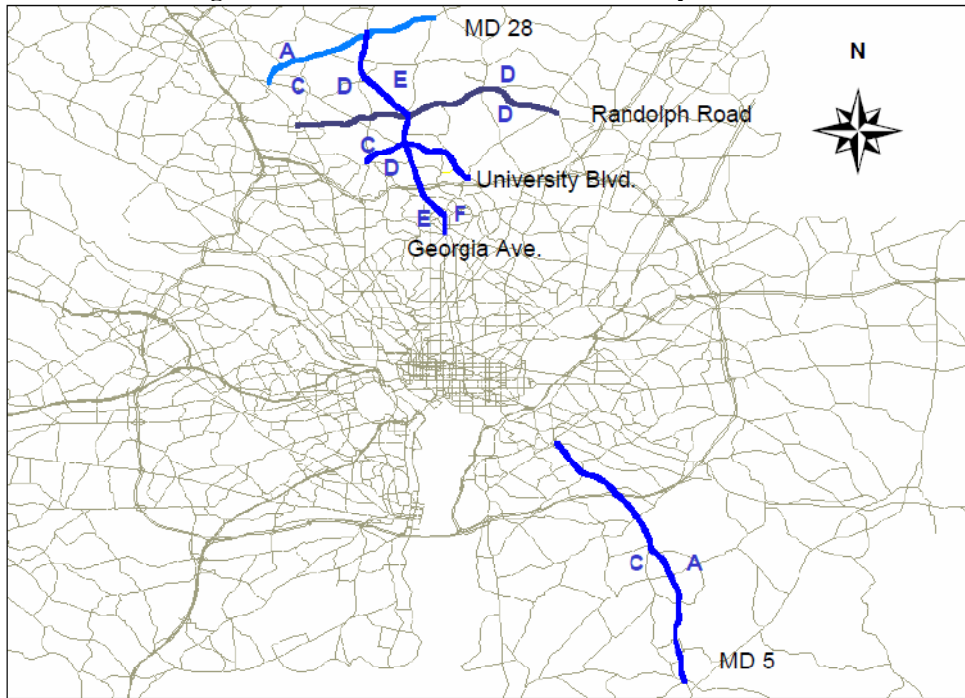 MD 28
A
N
C
D
E
D
D
Randolph Road
C
D
University Blvd.
E
F
Georgia Ave.
C
A
MD 5